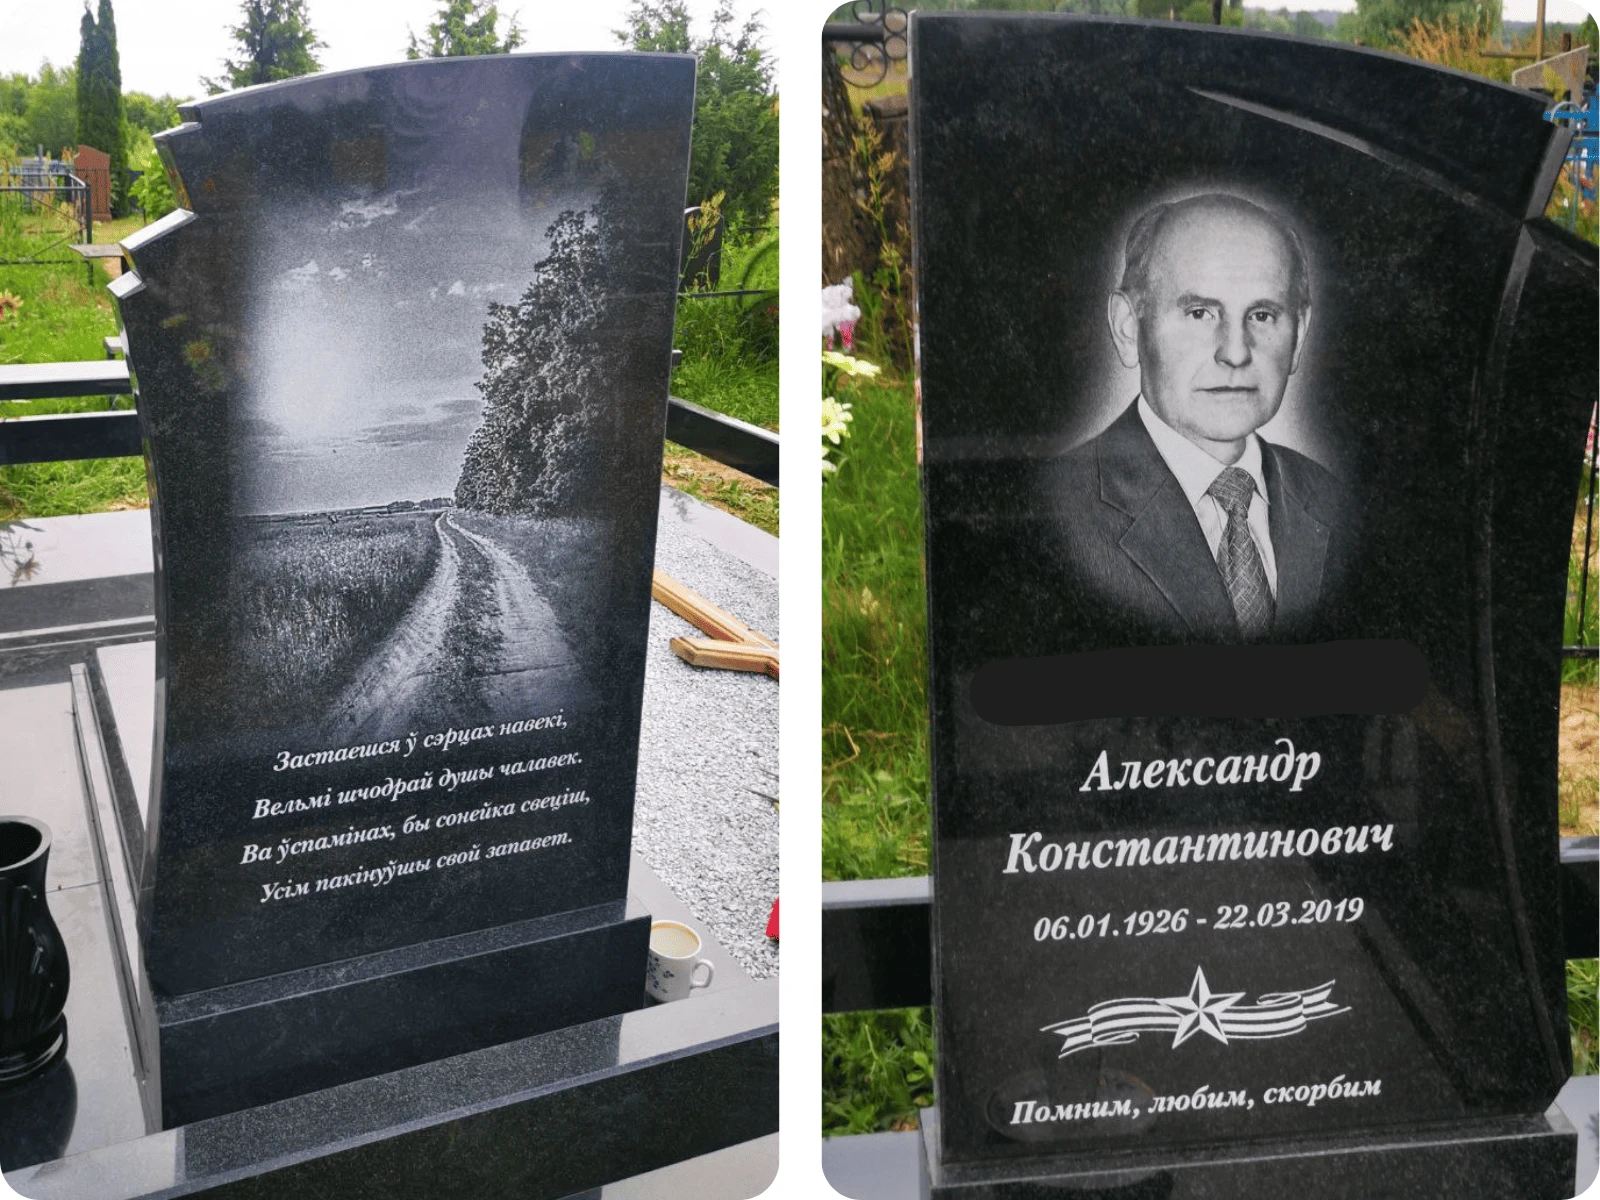 Застаешся ў сэрцах навекі,
Вельмі шчодрай душы чалавек.
Ва ўспамінах, бы сонейка свеціш,
Усім пакінуўшы свой запавет.
Александр
Константинович
06.01.1926 - 22.03.2019
Помним, любим, скорбим